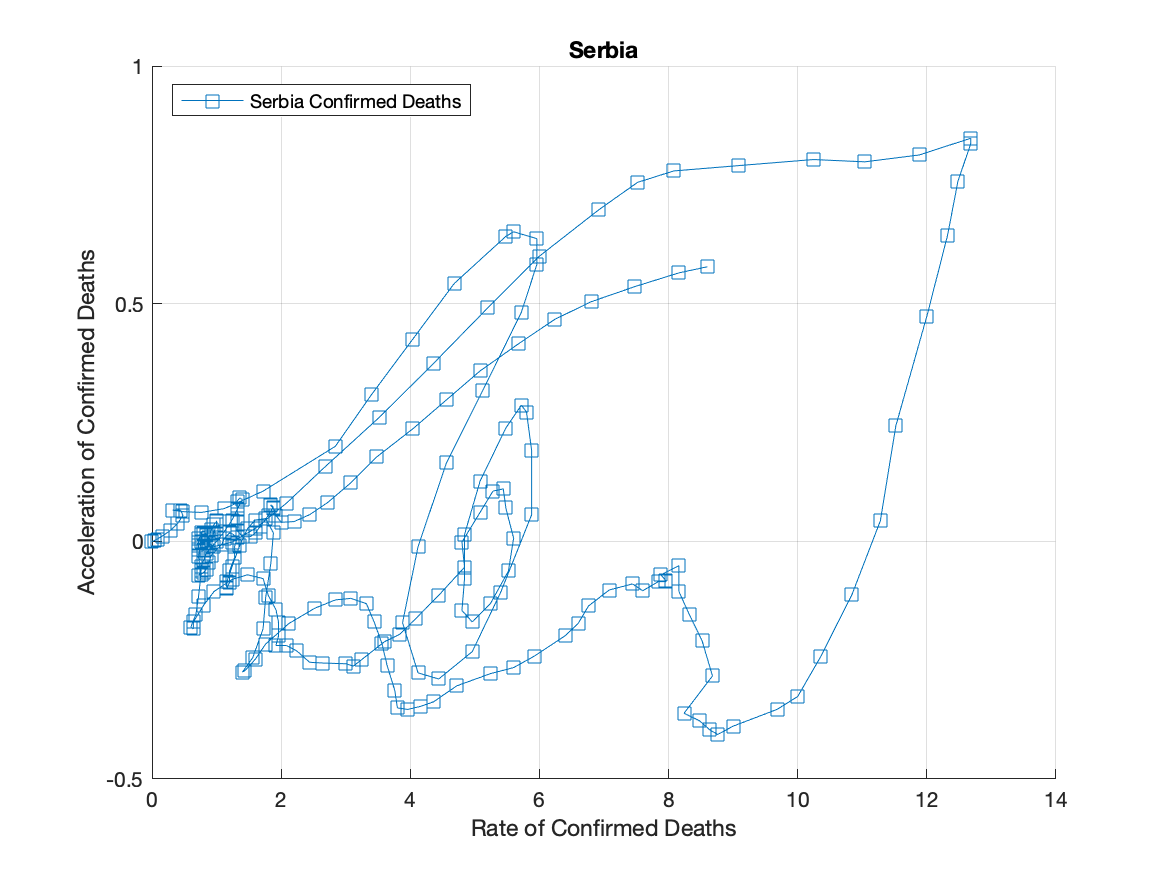 Serbia
Serbia Confirmed Deaths
Acceleration of Confirmed Deaths
1
0.5
0
-0.5
0 2 4 6 8 10 12 14
Rate of Confirmed Deaths